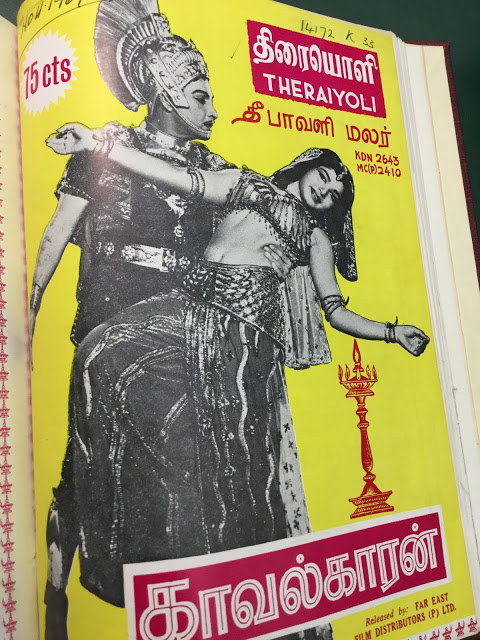 14172 K 33
75 cts
திரையொளி
THERAIYOLI
தீபாவளி மலர்
KDN 2643
MC(P) 2410
காவல்காரன்
Released by: FAR EAST
FILM DISTRIBUTORS (P) LTD.